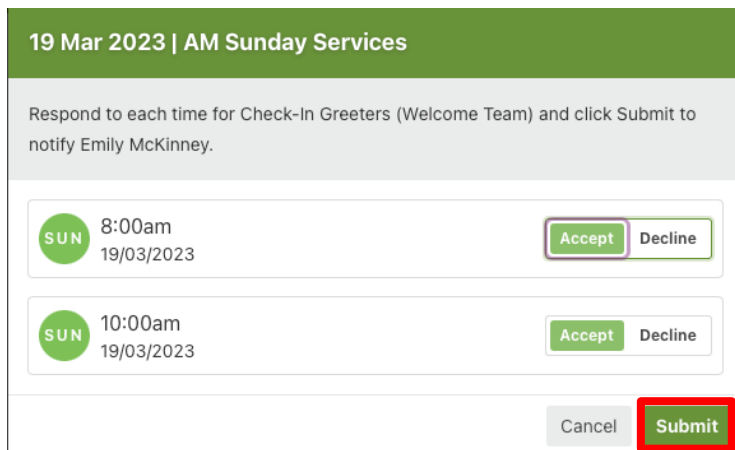 19 Mar 2023 | AM Sunday Services
Respond to each time for Check-In Greeters (Welcome Team) and click Submit to
notify Emily McKinney.
SUN
8:00am
19/03/2023
Accept Decline
SUN
10:00am
19/03/2023
Accept Decline
Cancel Submit